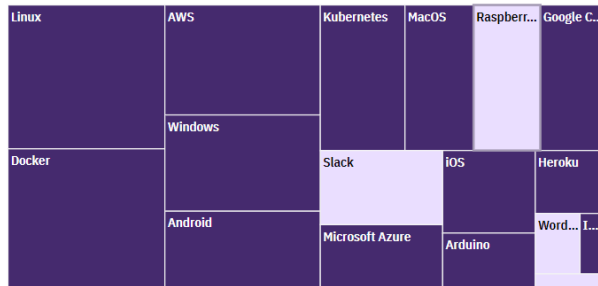 Linux
AWS
Kubernetes
MacOS
Raspberr...
Google C...
Windows
Docker
Slack
iOS
Heroku
Android
Microsoft Azure
Arduino
Word...
I...